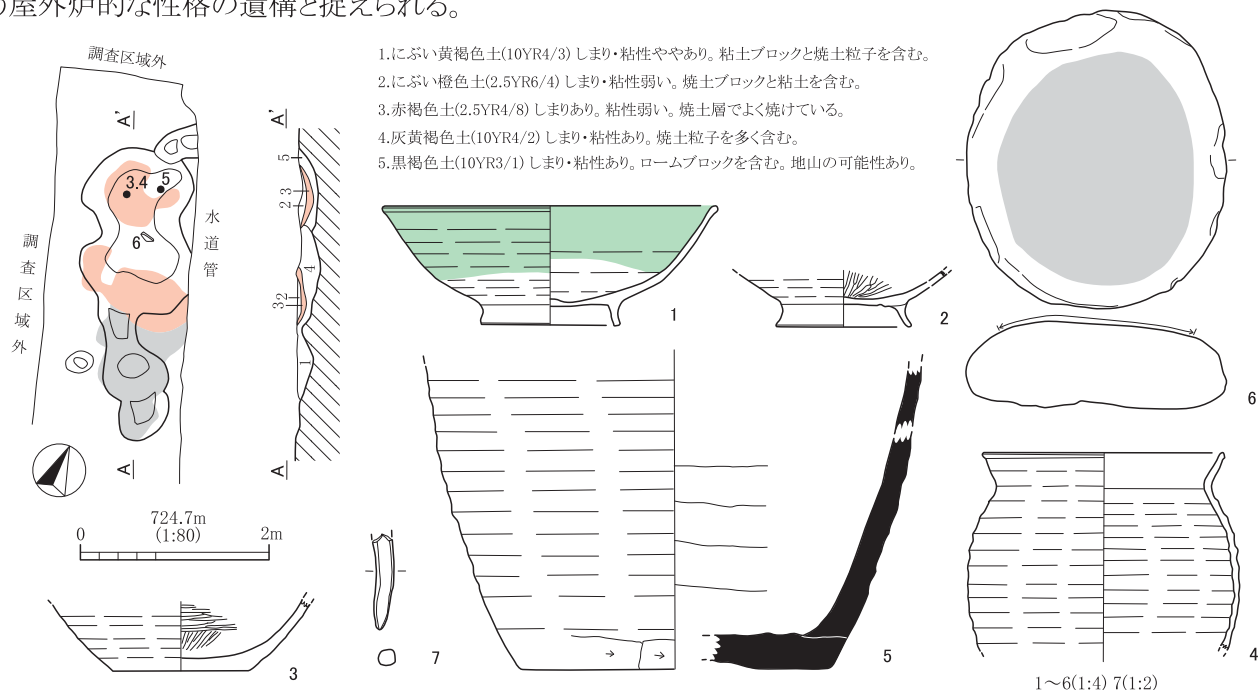 の屋外炉的な性格の遺構と捉えられる。
1.にぶい黄褐色土(10YR4/3) しまり・粘性ややあり。粘土ブロックと焼土粒子を含む。
2.にぶい橙色土(2.5YR6/4) しまり・粘性弱い。焼土ブロックと粘土を含む。
3.赤褐色土(2.5YR4/8) しまりあり。粘性弱い。焼土層でよく焼けている。
4.灰黄褐色土(10YR4/2) しまり・粘性あり。焼土粒子を多く含む。
5.黒褐色土(10YR3/1) しまり・粘性あり。ロームブロックを含む。地山の可能性あり。
調査区域外
A'
3.4
5
6
水道管
調査区域外
A
A'
5
3
2
4
3
2
1
A
724.7m
(1:80)
0
2m
1
2
3
4
5
6
7
1～6(1:4) 7(1:2)